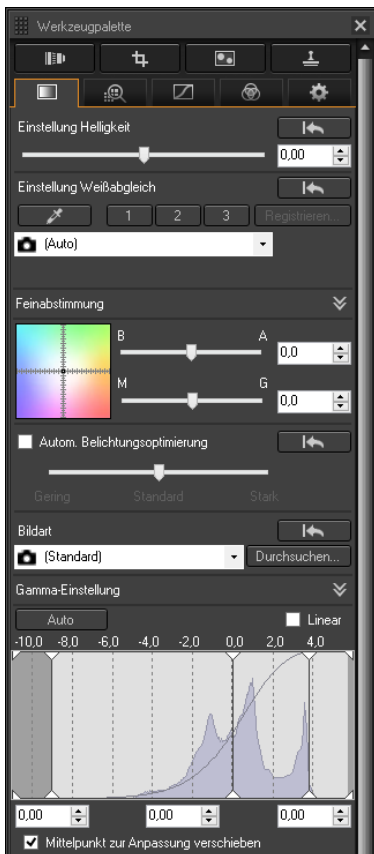 Werkzeugpalette
Einstellung Helligkeit
0,00
Einstellung Weißabgleich
1 2 3 Registrieren...
(Auto)
Feinabstimmung
B A
0,0
M G
0,0
Autom. Belichtungsoptimierung
Gering Standard Stark
Bildart
(Standard) Durchsuchen...
Gamma-Einstellung
Auto Linear
-10,0 -8,0 -6,0 -4,0 -2,0 0,0 2,0 4,0
0,00 0,00 0,00
Mittelpunkt zur Anpassung verschieben